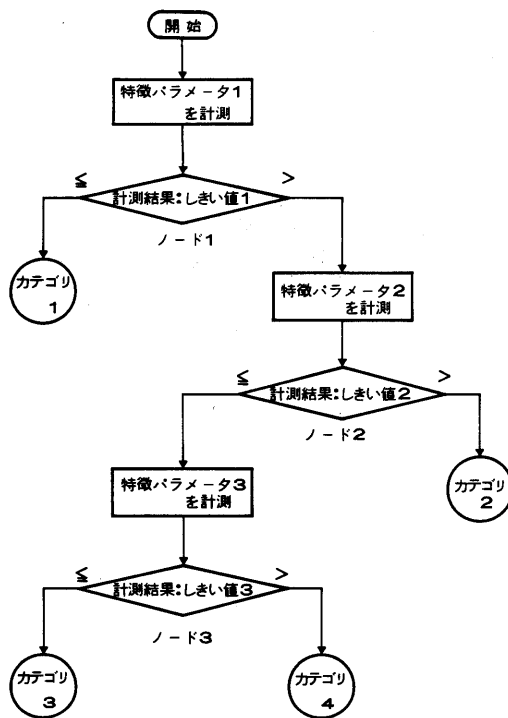 開始
特徴パラメータ1
を計測
≦
計測結果:しきい値1
>
ノード1
カテゴリ
1
特徴パラメータ2
を計測
≦
計測結果:しきい値2
>
ノード2
カテゴリ
2
特徴パラメータ3
を計測
≦
計測結果:しきい値3
>
ノード3
カテゴリ
3
カテゴリ
4